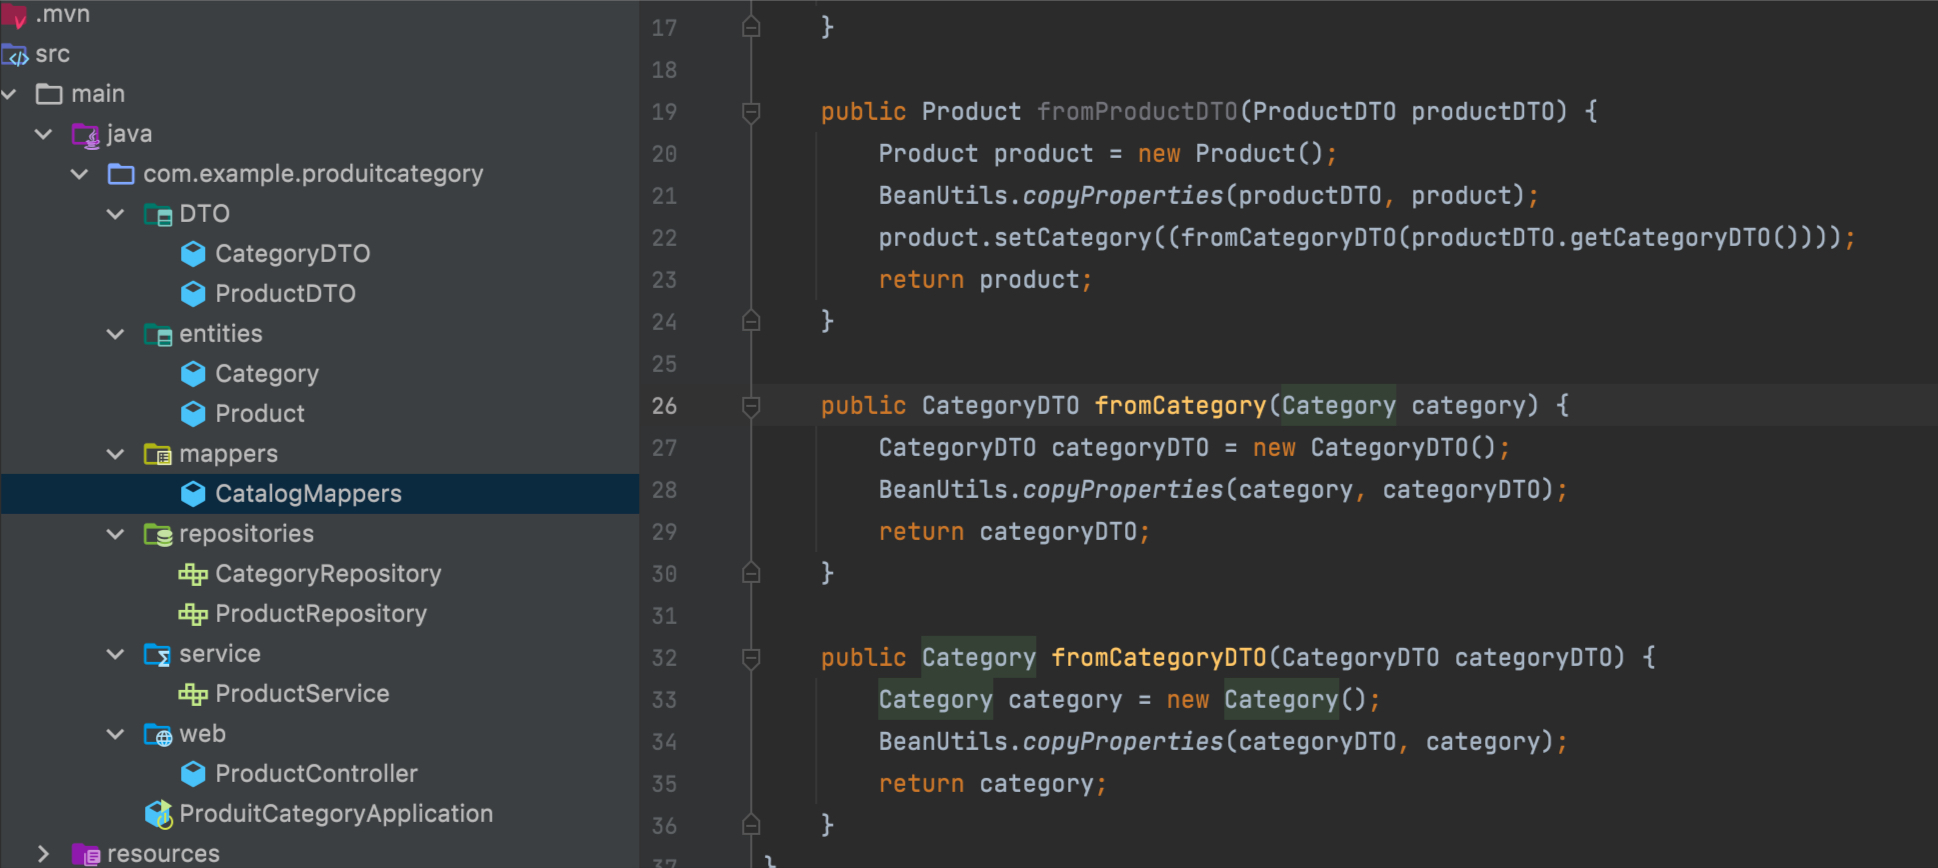 .mvn
src
main
java
com.example.produitcategory
DTO
CategoryDTO
ProductDTO
entities
Category
Product
mappers
CatalogMappers
repositories
CategoryRepository
ProductRepository
service
ProductService
web
ProductController
ProduitCategoryApplication
resources
17 }
18
19 public Product fromProductDTO(ProductDTO productDTO) {
20 Product product = new Product();
21 BeanUtils.copyProperties(productDTO, product);
22 product.setCategory((fromCategoryDTO(productDTO.getCategoryDTO())));
23 return product;
24 }
25
26 public CategoryDTO fromCategory(Category category) {
27 CategoryDTO categoryDTO = new CategoryDTO();
28 BeanUtils.copyProperties(category, categoryDTO);
29 return categoryDTO;
30 }
31
32 public Category fromCategoryDTO(CategoryDTO categoryDTO) {
33 Category category = new Category();
34 BeanUtils.copyProperties(categoryDTO, category);
35 return category;
36 }
37 }